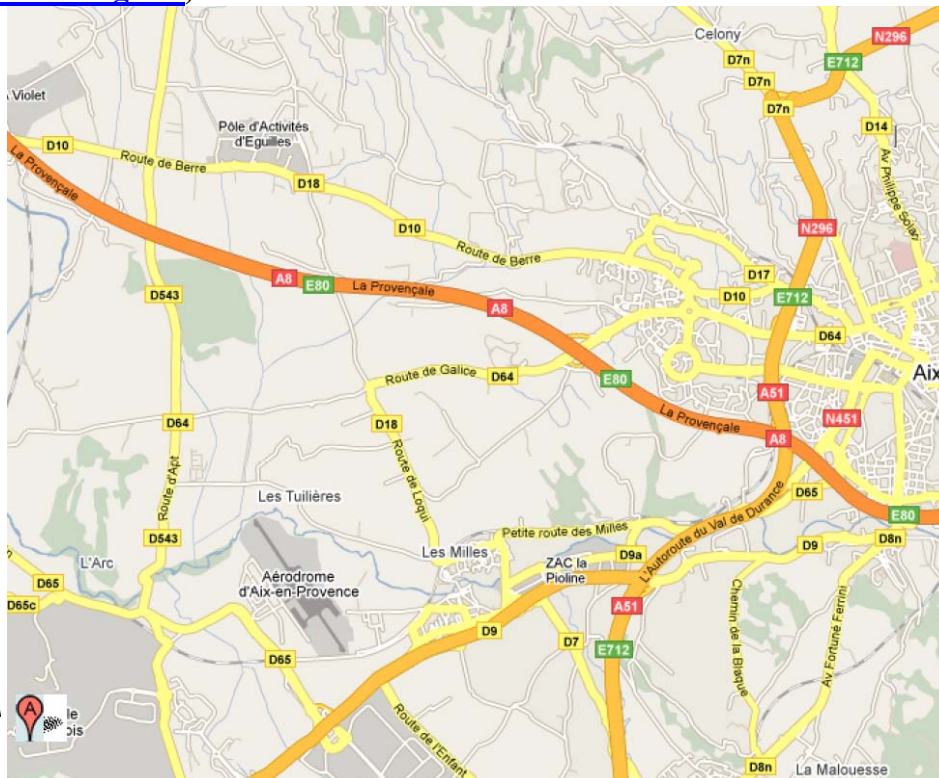 Celony
N296
E712
D7n
D7n
D7n
D14
Av Philippe Solari
Violet
Pôle d'Activités
d'Eguilles
D10
Route de Berre
La Provençale
D18
D10
Route de Berre
N296
A8
E80
La Provençale
D543
A8
D17
D10
E712
D64
Aix
Route de Galice
D64
E80
A51
N451
La Provençale
A8
D64
D18
Route d'Apt
Route de Loqui
Les Tuilières
D65
L'Autoroute du Val de Durance
E80
Petite route des Milles
D543
L'Arc
Les Milles
D9a
D9
D8n
ZAC la
Pioline
Aérodrome
d'Aix-en-Provence
D65
D65c
A51
D9
D7
E712
D65
Chemin de la Blaque
Av Fortuné Ferrini
A
le
ois
Route de l'Enfant
D8n
La Malouesse